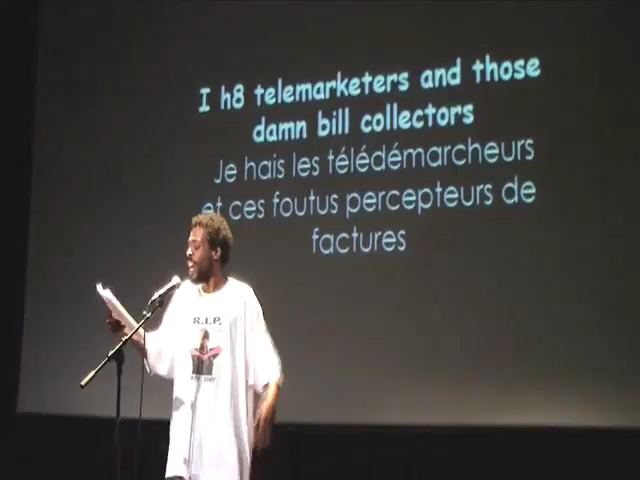 I h8 telemarketers and those
damn bill collectors
Je hais les télédémarcheurs
et ces foutus percepteurs de
factures
R.I.P.